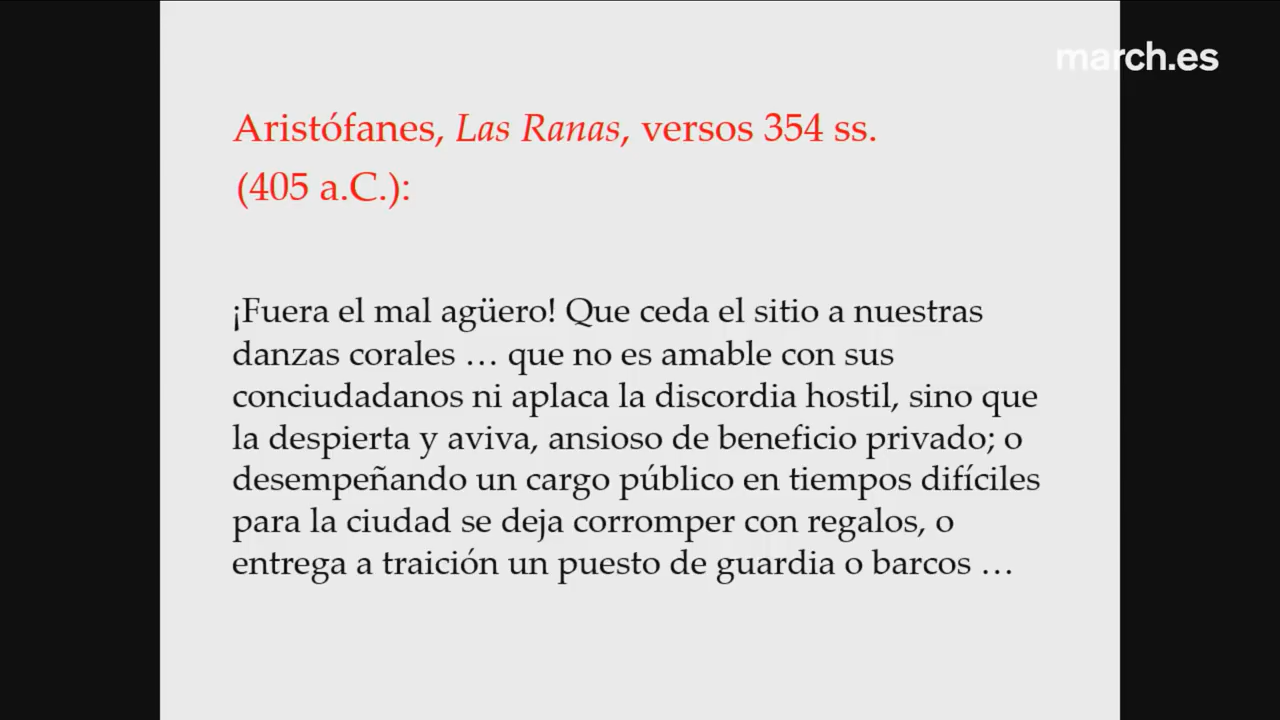 march.es
Aristófanes, Las Ranas, versos 354 ss.
(405 a.C.):
¡Fuera el mal agüero! Que ceda el sitio a nuestras
danzas corales … que no es amable con sus
conciudadanos ni aplaca la discordia hostil, sino que
la despierta y aviva, ansioso de beneficio privado; o
desempeñando un cargo público en tiempos difíciles
para la ciudad se deja corromper con regalos, o
entrega a traición un puesto de guardia o barcos …